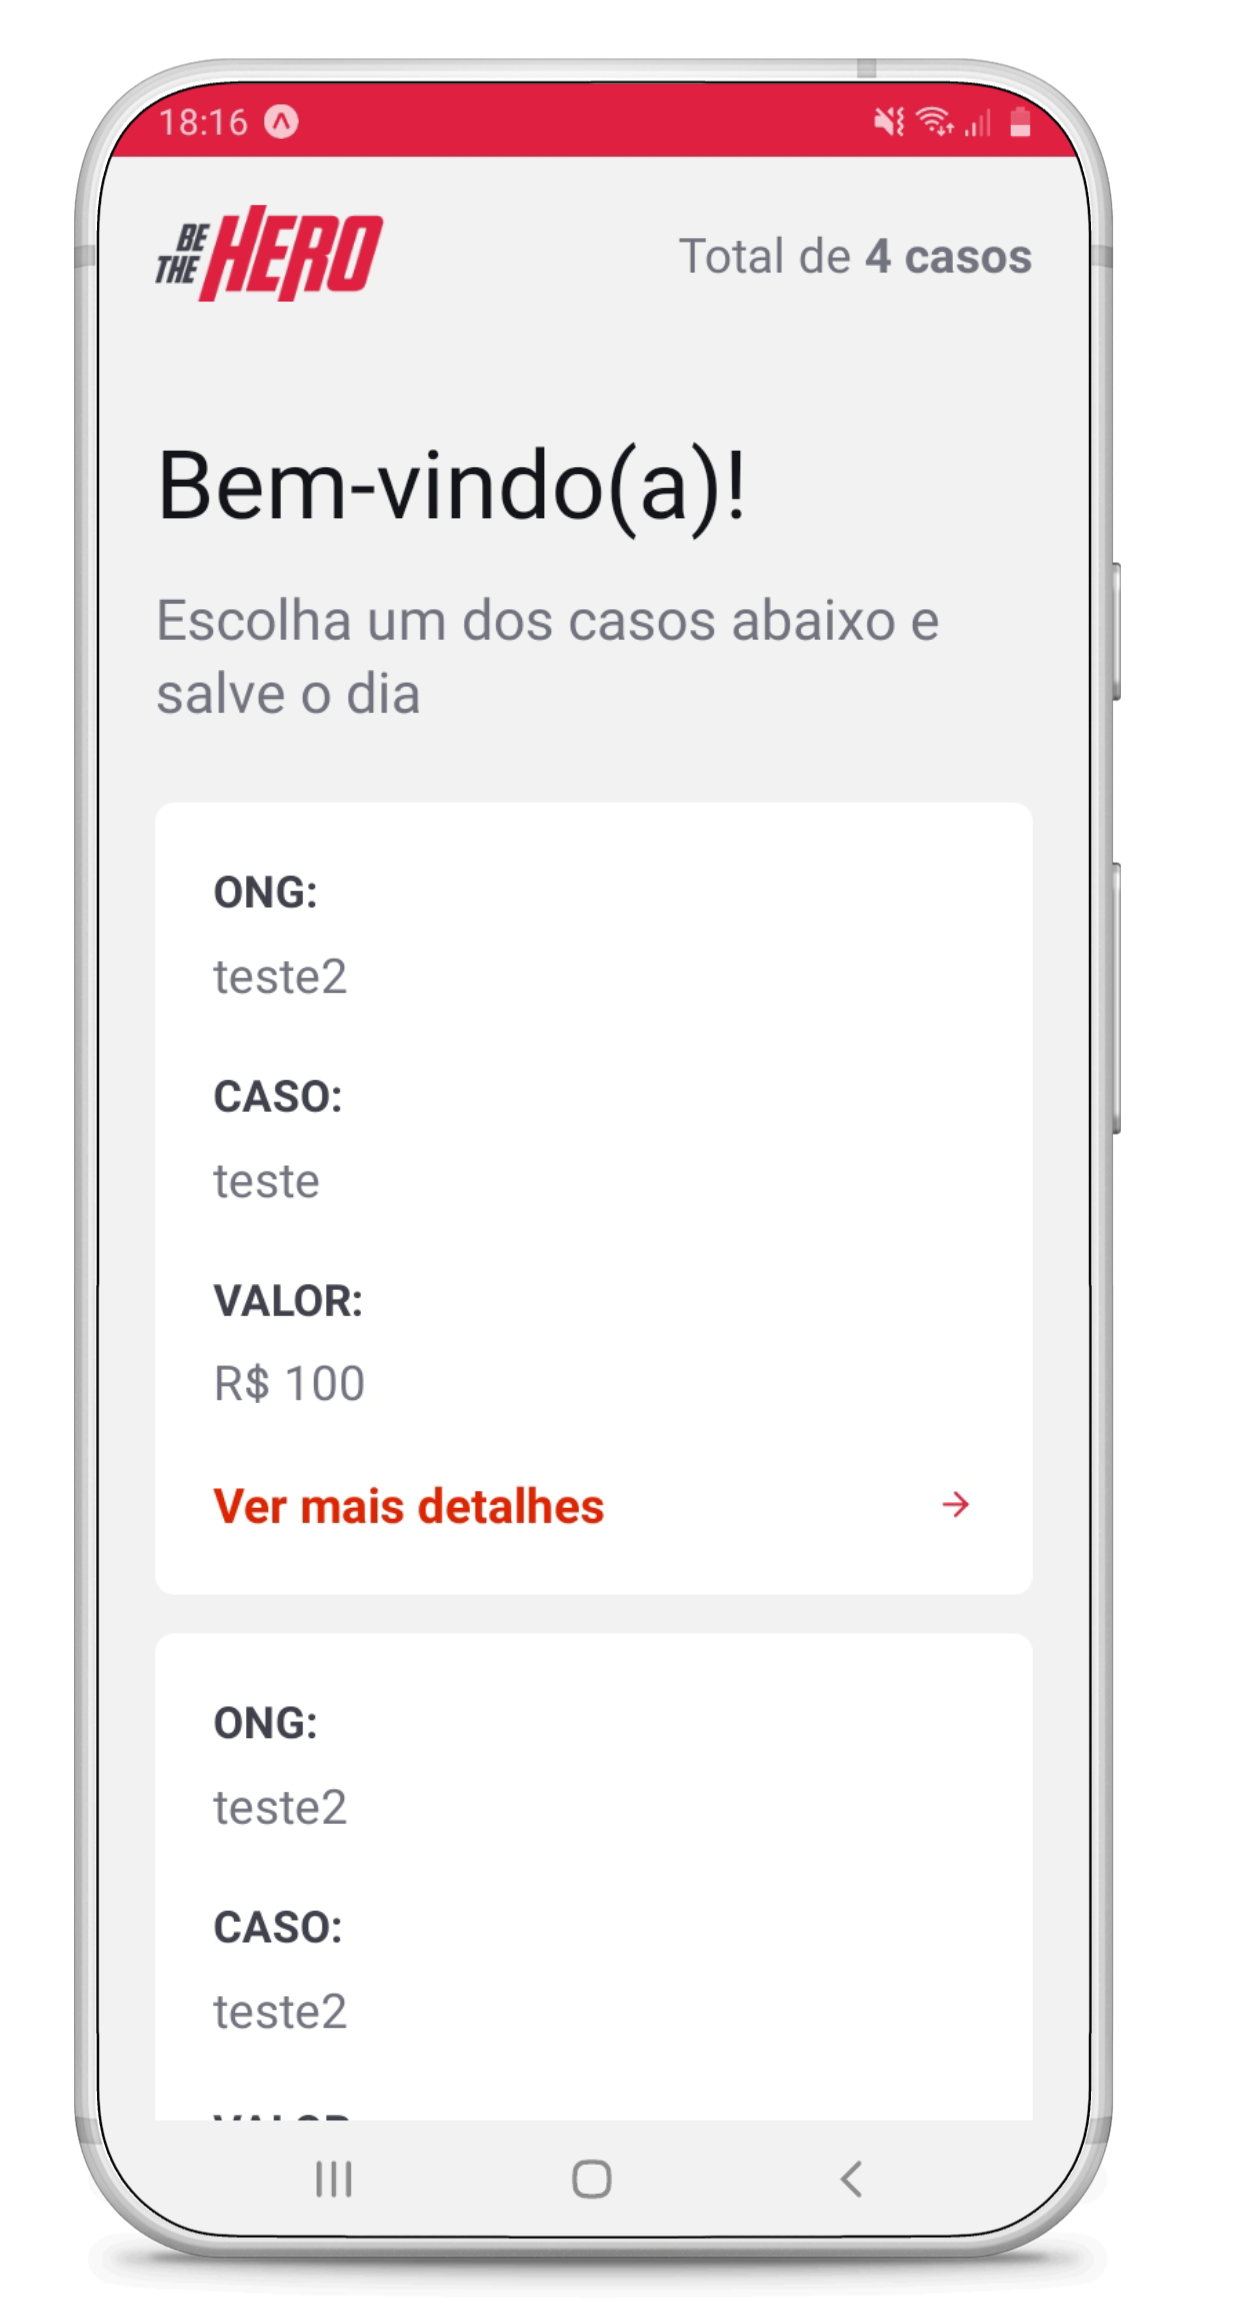 18:16
BE THE HERO
Total de 4 casos
Bem-vindo(a)!
Escolha um dos casos abaixo e
salve o dia
ONG:
teste2
CASO:
teste
VALOR:
R$ 100
Ver mais detalhes
ONG:
teste2
CASO:
teste2